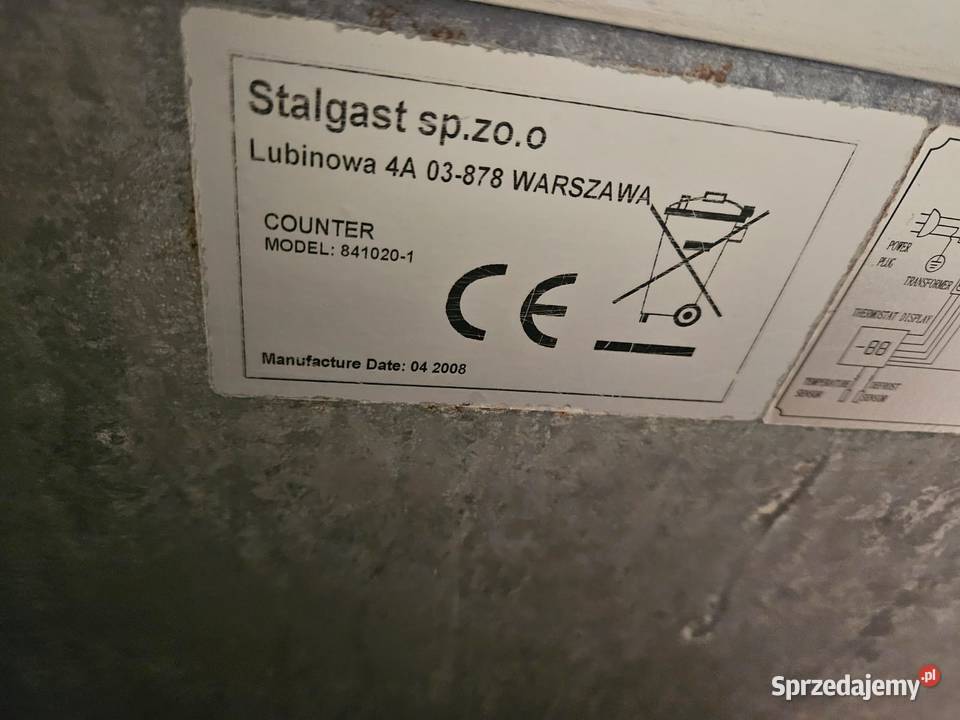 Stalgast sp.zo.o
Lubinowa 4A 03-878 WARSZAWA
COUNTER
MODEL: 841020-1
CE
Manufacture Date: 04 2008
POWER
PLUG
TRANSFORMER
THERMOSTAT DISPLAY
-88
TEMPERATURE
SENSOR
DEFROST
SENSOR
Sprzedajemy.pl